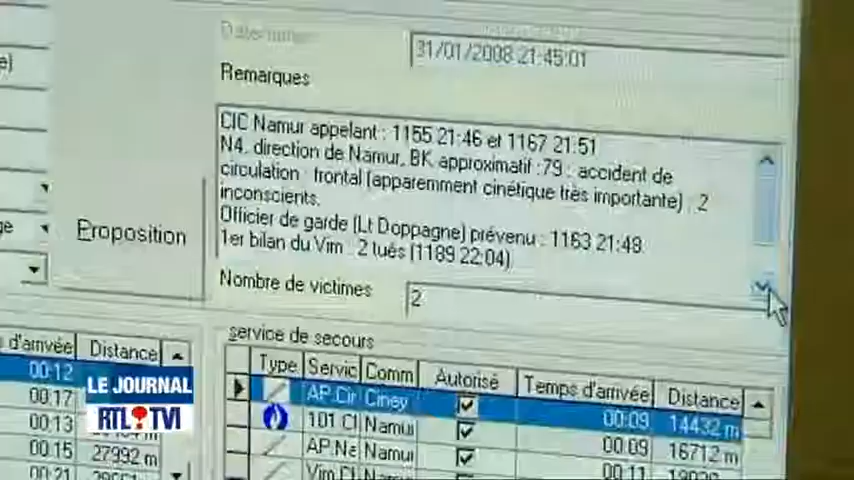 31/01/2008 21:45:01
Remarques
CIC Namur appelant : 1155 21:46 et 1167 21:51
N4, direction de Namur, BK approximatif :79 : accident de
circulation : frontal (apparemment cinétique très importante) : 2
inconscients.
Officier de garde (Lt Doppagne) prévenu : 1163 21:48
1er bilan du Vim : 2 tués (1189 22:04)
Proposition
Nombre de victimes
2
service de secours
d'arrivée Distance
00:12
00:17
00:13
00:15 27992 m
00:21
Type Servic Comm Autorisé Temps d'arrivée Distance
AP.Cir Ciney 00:09 14432 m
101 Cl Namur 00:09 16712 m
AP.Na Namur 00:11
Vim.Cl Namur
LE JOURNAL
RTL TVI